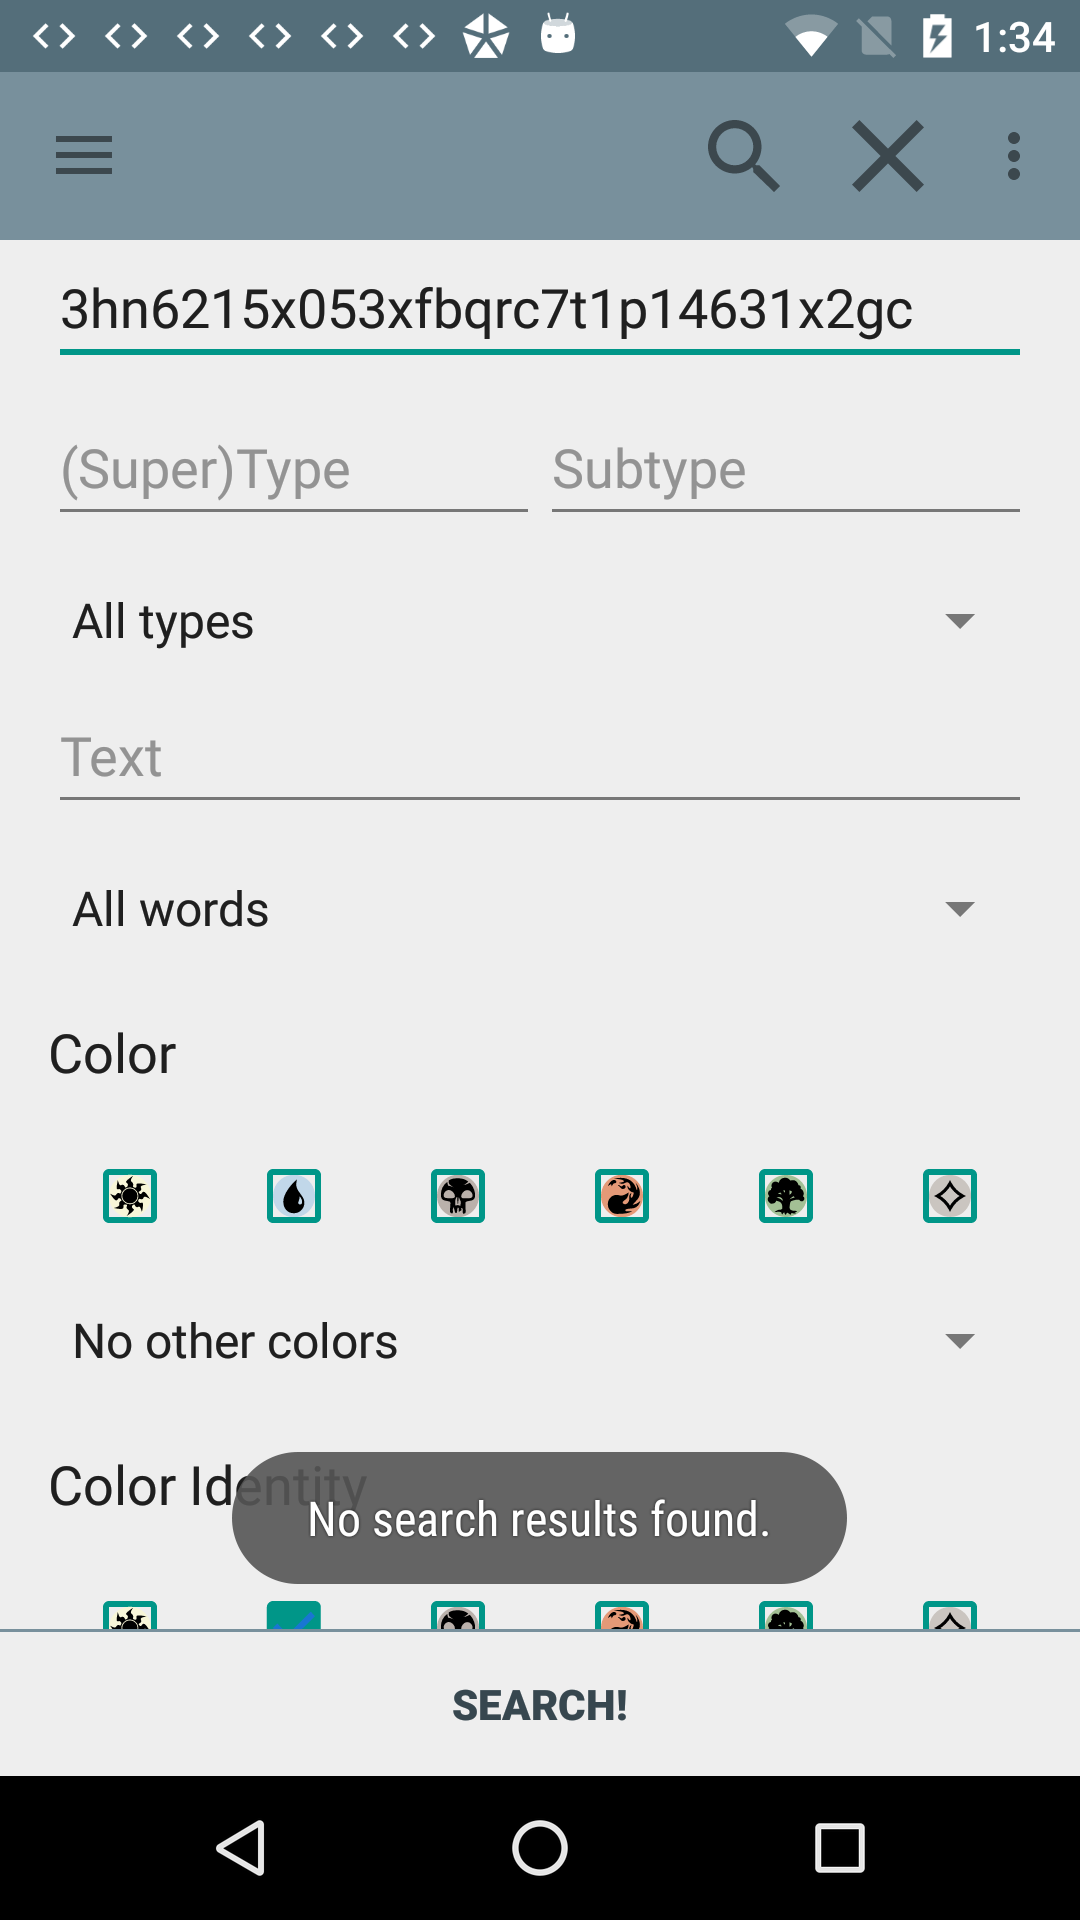 1:34
3hn6215x053xfbqrc7t1p14631x2gc
(Super)Type Subtype
All types
Text
All words
Color
No other colors
Color Identity
No search results found.
SEARCH!